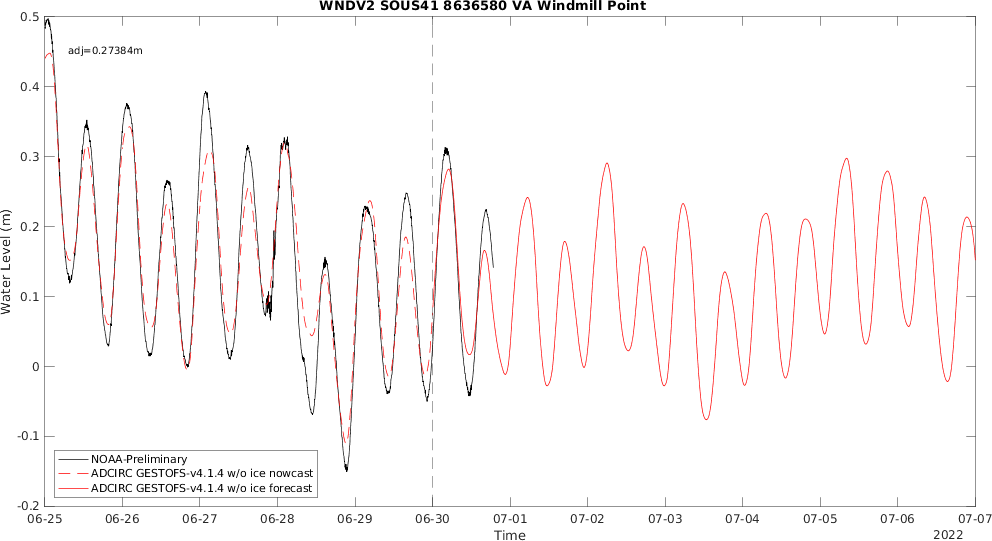 WNDV2 SOUS41 8636580 VA Windmill Point
adj=0.27384m
Water Level (m)
0.5
0.4
0.3
0.2
0.1
0
-0.1
-0.2
NOAA-Preliminary
ADCIRC GESTOFS-v4.1.4 w/o ice nowcast
ADCIRC GESTOFS-v4.1.4 w/o ice forecast
06-25 06-26 06-27 06-28 06-29 06-30 07-01 07-02 07-03 07-04 07-05 07-06 07-07
Time
2022